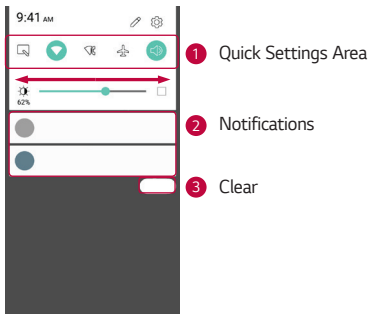 9:41 AM
1 Quick Settings Area
62%
2 Notifications
3 Clear